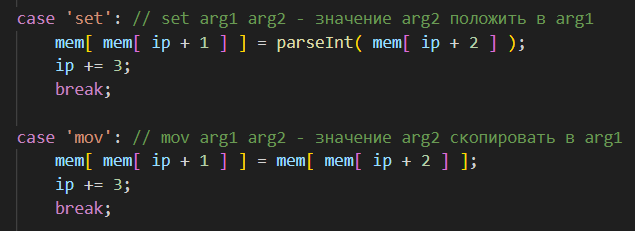 case 'set': // set arg1 arg2 - значение arg2 положить в arg1
mem[ mem[ ip + 1 ] ] = parseInt( mem[ ip + 2 ] );
ip += 3;
break;
case 'mov': // mov arg1 arg2 - значение arg2 скопировать в arg1
mem[ mem[ ip + 1 ] ] = mem[ mem[ ip + 2 ] ];
ip += 3;
break;